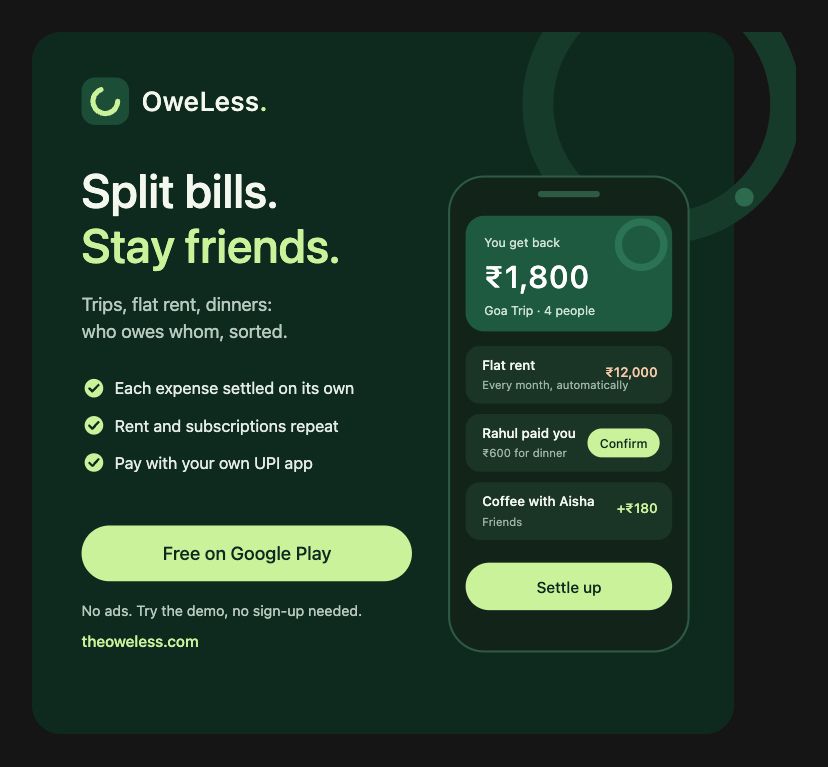 OweLess.
Split bills.
Stay friends.
Trips, flat rent, dinners:
who owes whom, sorted.
Each expense settled on its own
Rent and subscriptions repeat
Pay with your own UPI app
Free on Google Play
No ads. Try the demo, no sign-up needed.
theoweless.com
You get back
₹1,800
Goa Trip · 4 people
Flat rent
₹12,000
Every month, automatically
Rahul paid you
₹600 for dinner
Confirm
Coffee with Aisha
+₹180
Friends
Settle up